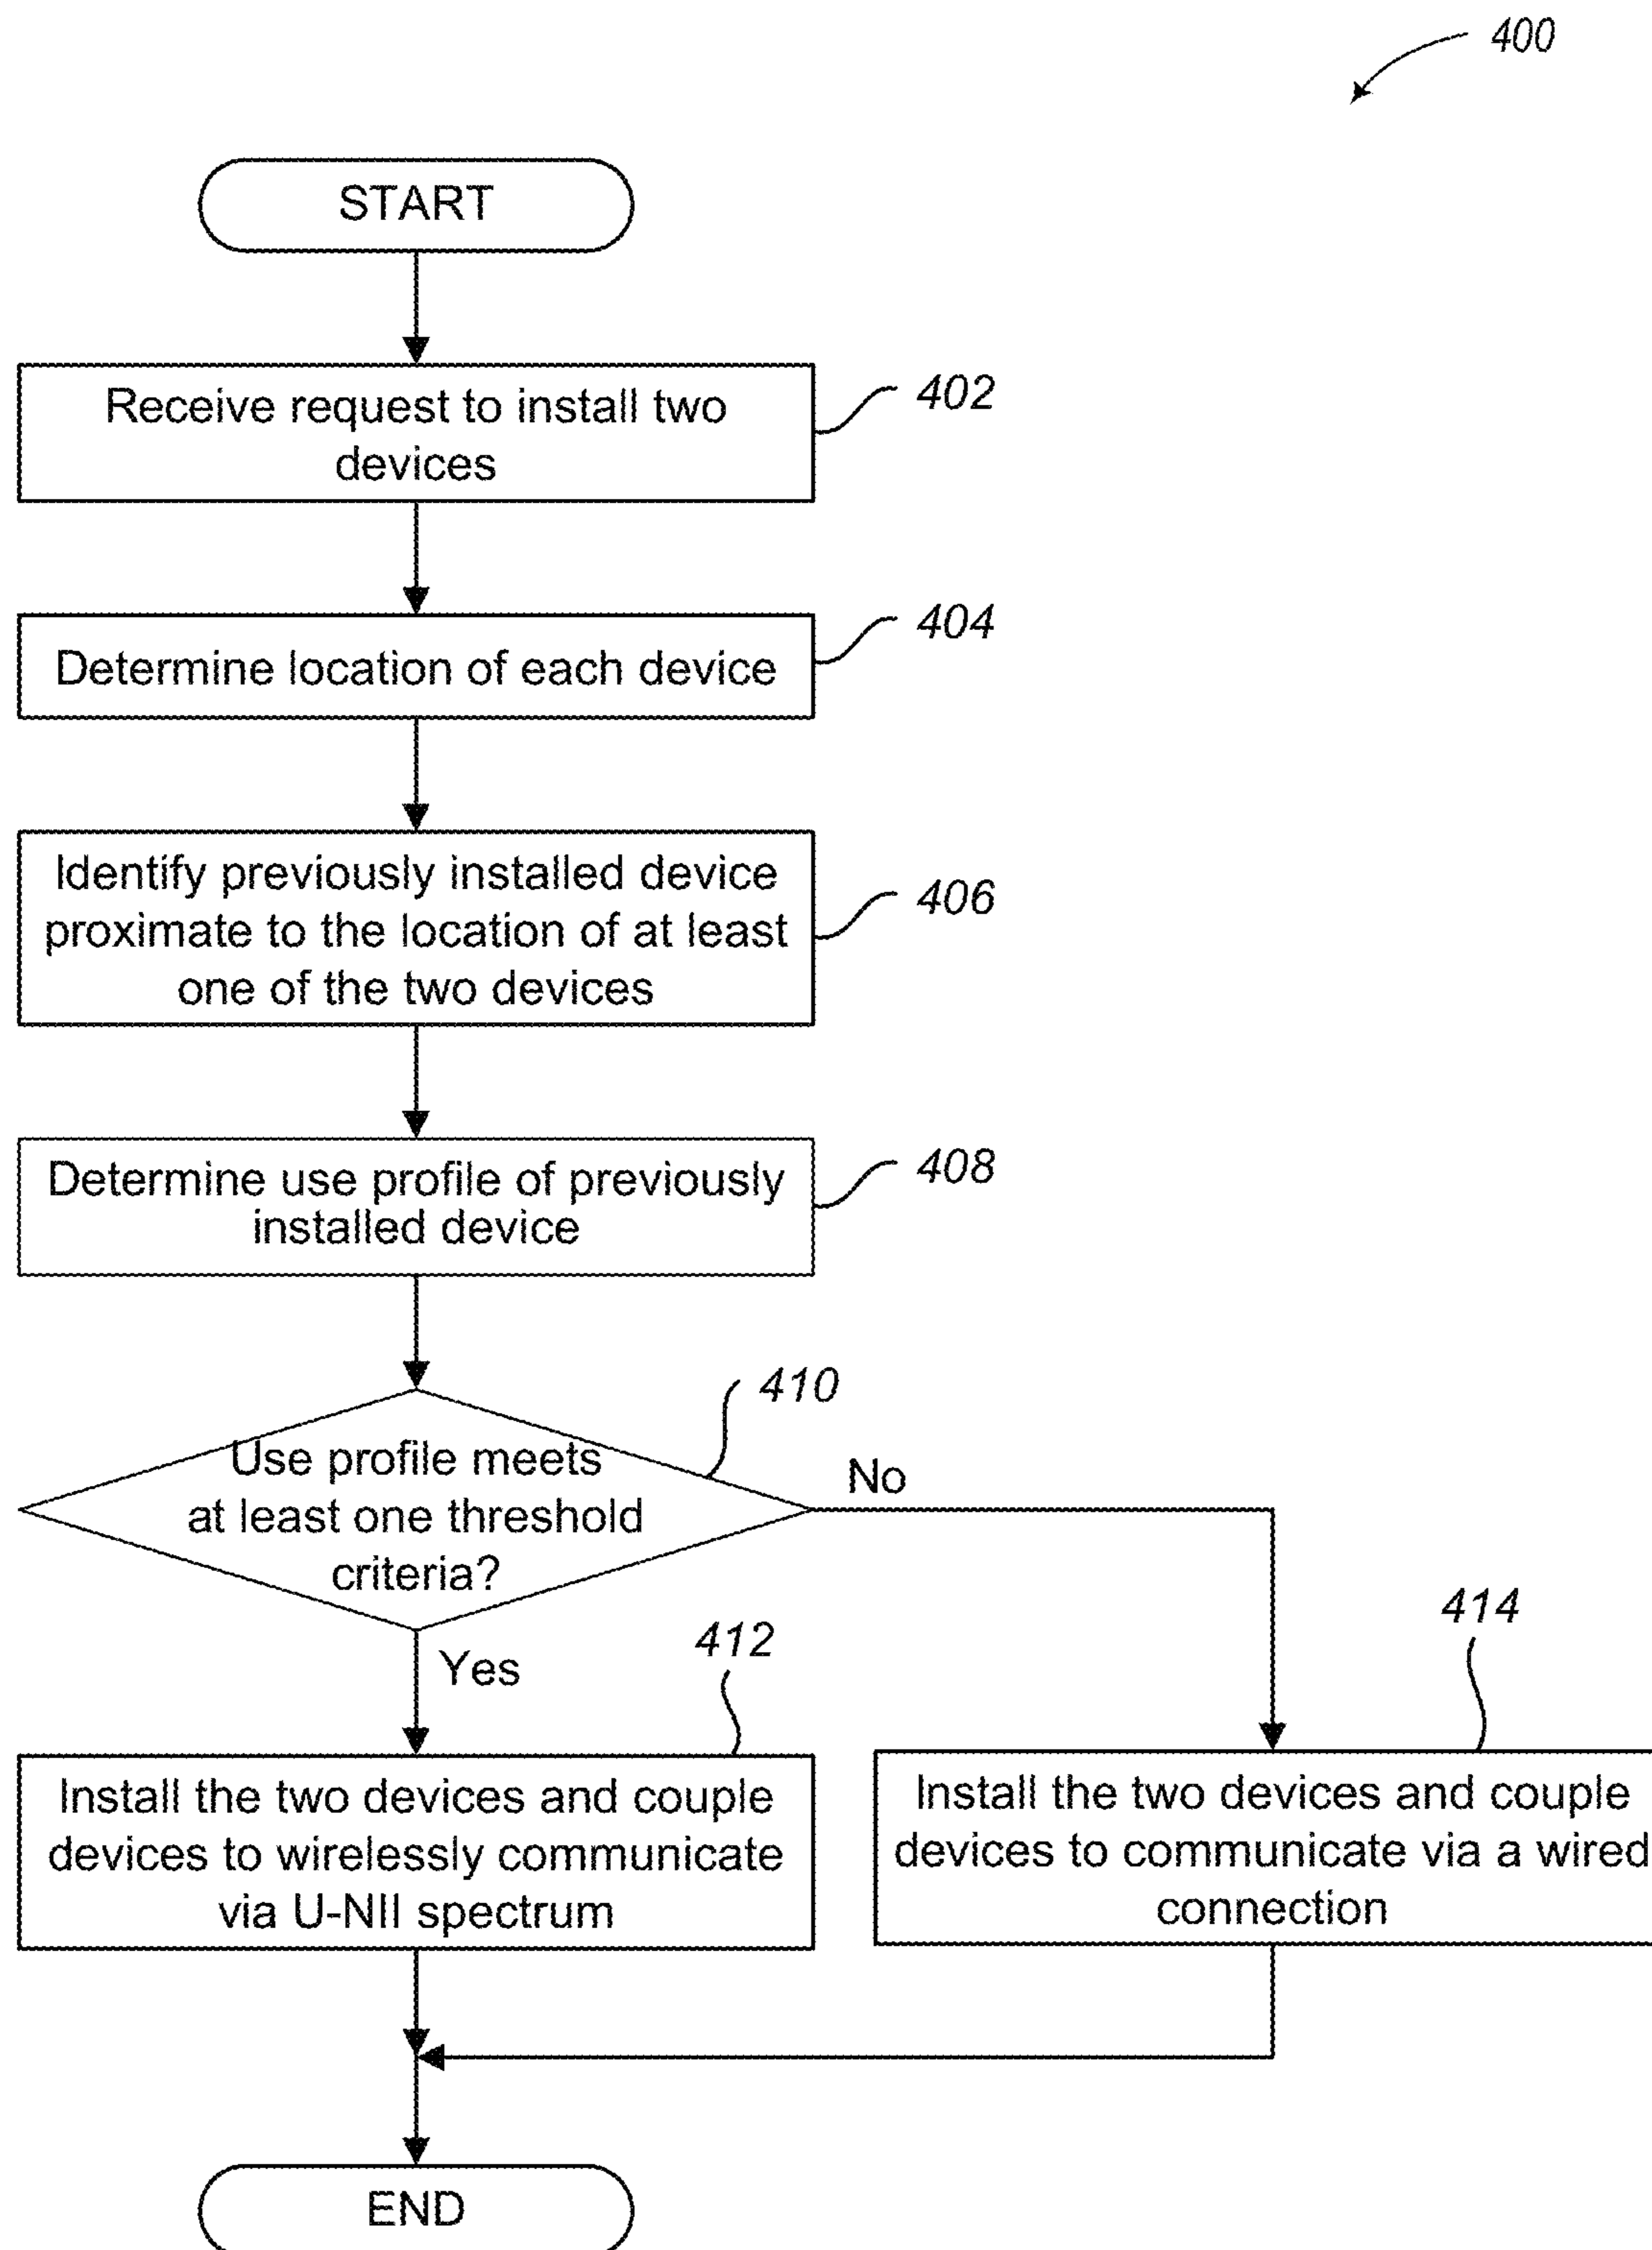 400
START
Receive request to install two
devices
402
Determine location of each device
404
Identify previously installed device
proximate to the location of at least
one of the two devices
406
Determine use profile of previously
installed device
408
Use profile meets
at least one threshold
criteria?
410
No
Yes
412
Install the two devices and couple
devices to wirelessly communicate
via U-NII spectrum
414
Install the two devices and couple
devices to communicate via a wired
connection
END